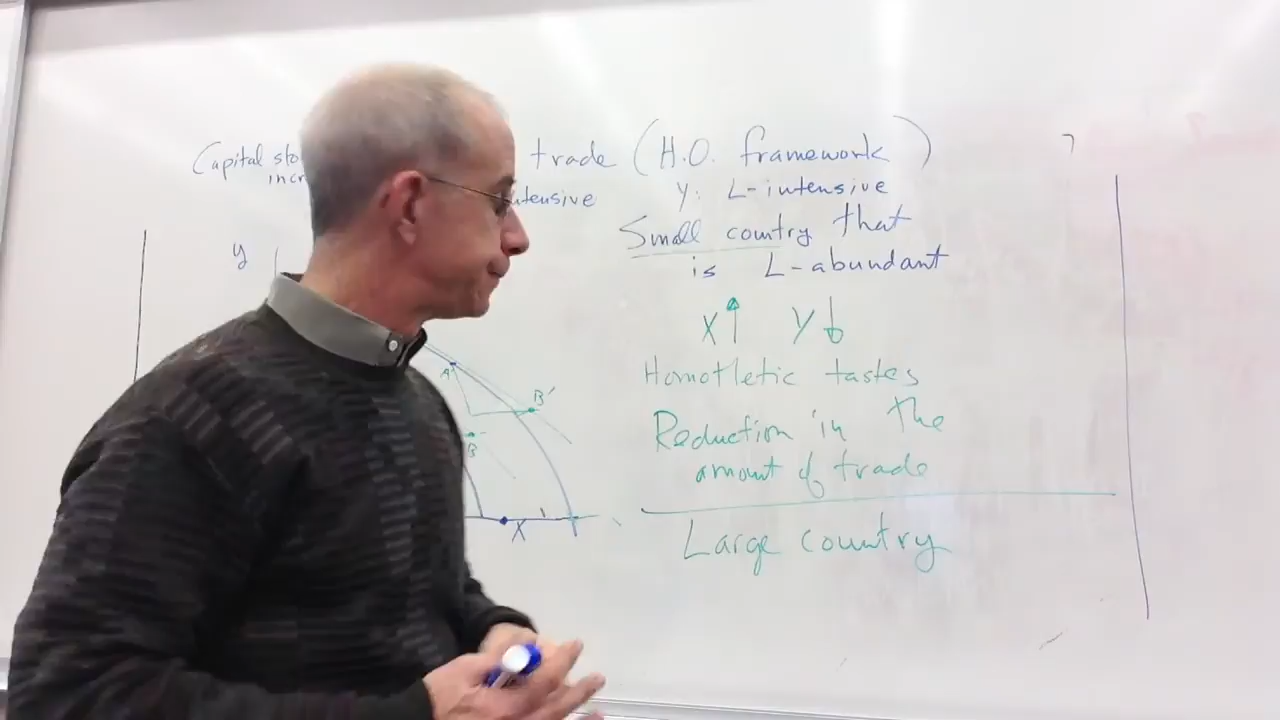 Capital sto trade (H.O. framework)
incr ntensive Y: L-intensive
Small country that
y is L-abundant
X↑ Y↓
Homothetic tastes
A B'
Reduction in the
B
amount of trade
X
Large country